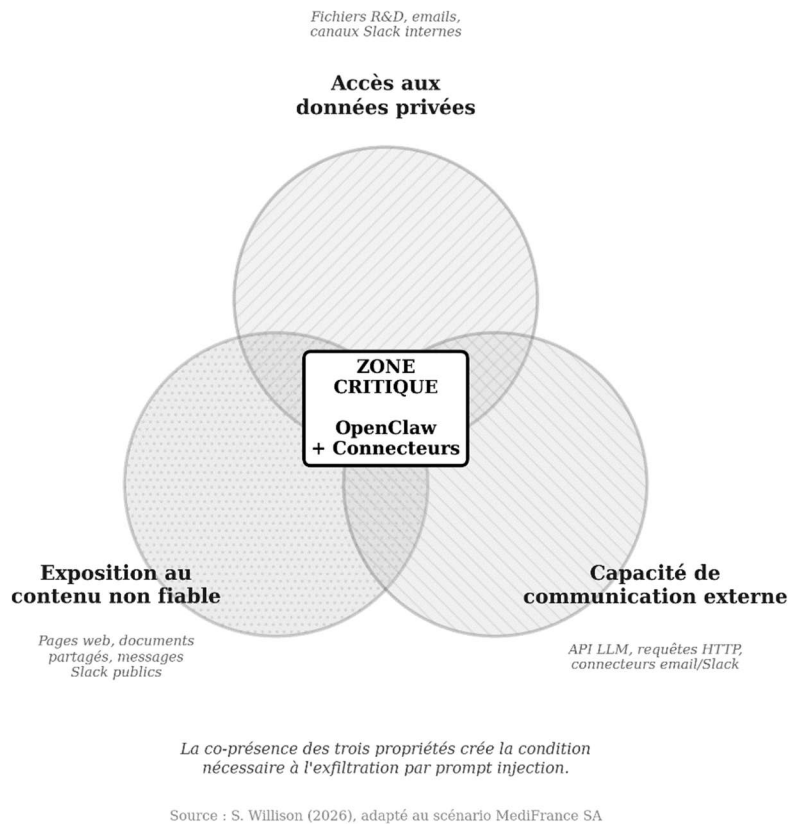 Fichiers R&D, emails,
canaux Slack internes
Accès aux
données privées
ZONE
CRITIQUE
OpenClaw
+ Connecteurs
Exposition au
contenu non fiable
Pages web, documents
partagés, messages
Slack publics
Capacité de
communication externe
API LLM, requêtes HTTP,
connecteurs email/Slack
La co-présence des trois propriétés crée la condition
nécessaire à l'exfiltration par prompt injection.
Source : S. Willison (2026), adapté au scénario MediFrance SA